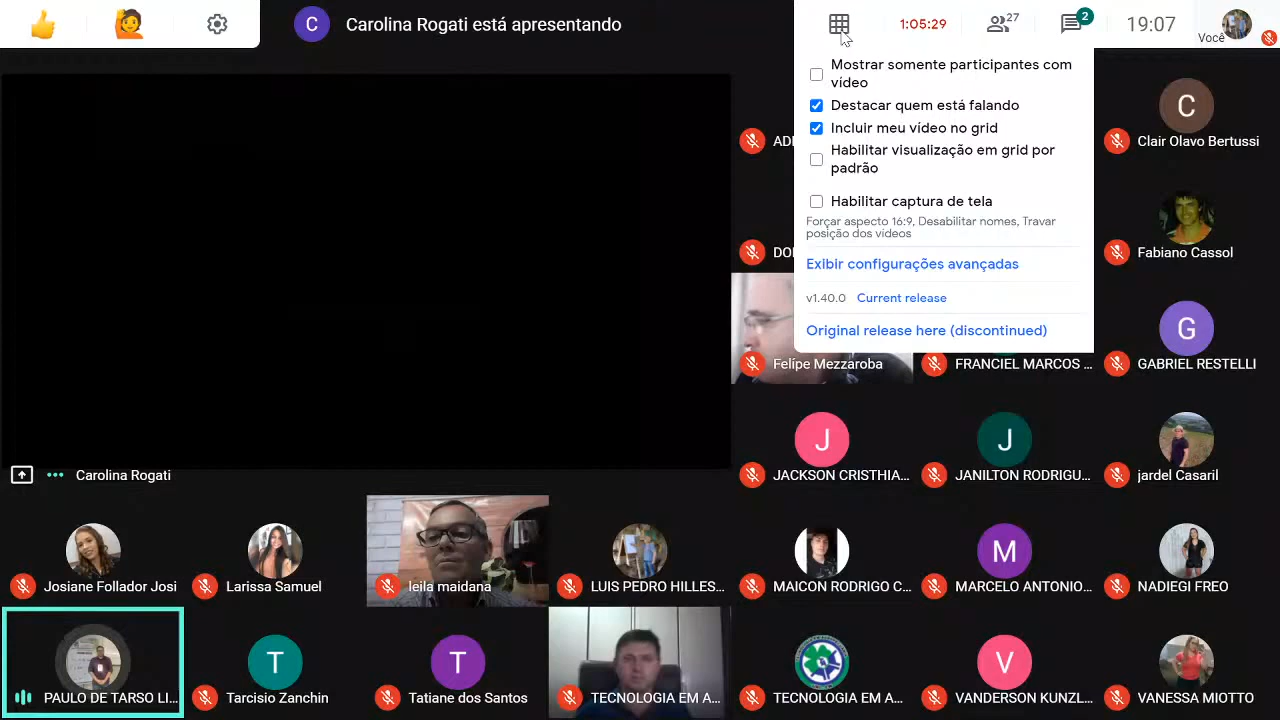 C
Carolina Rogati está apresentando
1:05:29
27
2
19:07
Você
Mostrar somente participantes com
vídeo
Destacar quem está falando
Incluir meu vídeo no grid
Habilitar visualização em grid por
padrão
Habilitar captura de tela
Forçar aspecto 16:9, Desabilitar nomes, Travar
posição dos vídeos
Exibir configurações avançadas
v1.40.0 Current release
Original release here (discontinued)
C
Clair Olavo Bertussi
Fabiano Cassol
Felípe Mezzaroba
FRANCIEL MARCOS ...
G
GABRIEL RESTELLI
J
JACKSON CRISTHIA...
J
JANILTON RODRIGU...
jardel Casaril
Carolina Rogati
Josiane Follador Josi
Larissa Samuel
leila maidana
LUIS PEDRO HILLES...
MAICON RODRIGO C...
M
MARCELO ANTONIO...
NADIEGI FREO
PAULO DE TARSO LI...
T
Tarcisio Zanchin
T
Tatiane dos Santos
TECNOLOGIA EM A...
TECNOLOGIA EM A...
V
VANDERSON KUNZL...
VANESSA MIOTTO